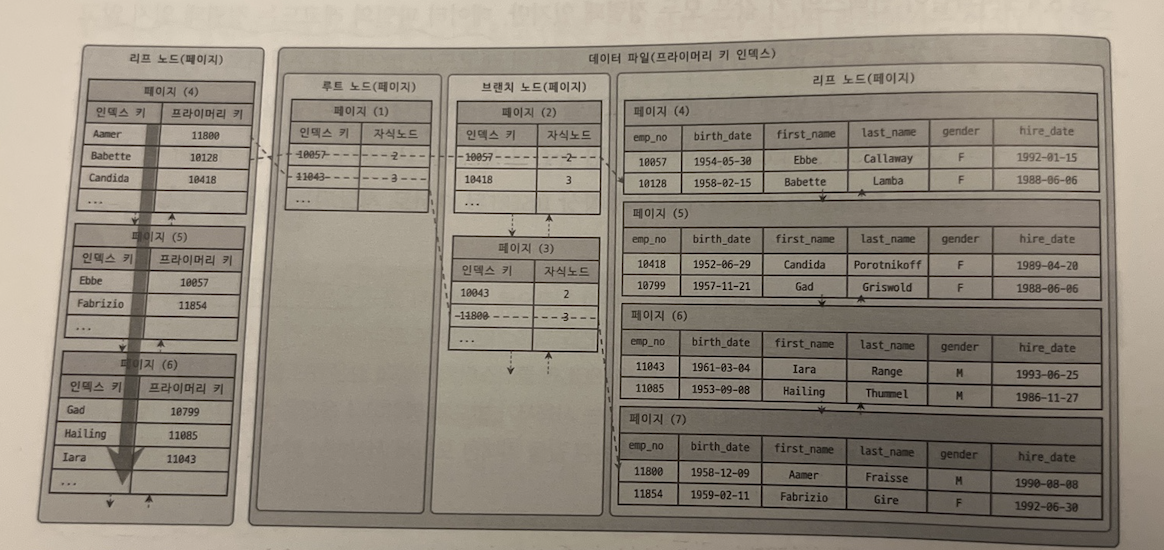 리프 노드(페이지)
페이지 (4)
인덱스 키 프라이머리 키
Aamer 11800
Babette 10128
Candida 10418
...
페이지 (5)
인덱스 키 프라이머리 키
Ebbe 10057
Fabrizio 11854
...
페이지 (6)
인덱스 키 프라이머리 키
Gad 10799
Hailing 11085
Iara 11043
...
데이터 파일(프라이머리 키 인덱스)
루트 노드(페이지)
페이지 (1)
인덱스 키 자식노드
10057 2
11043 3
...
브랜치 노드(페이지)
페이지 (2)
인덱스 키 자식노드
10057 2
10418 3
...
페이지 (3)
인덱스 키 자식노드
10043 2
11800 3
...
리프 노드(페이지)
페이지 (4)
emp_no birth_date first_name last_name gender hire_date
10057 1954-05-30 Ebbe Callaway F 1992-01-15
10128 1958-02-15 Babette Lamba F 1988-06-06
페이지 (5)
emp_no birth_date first_name last_name gender hire_date
10418 1952-06-29 Candida Porotnikoff F 1989-04-20
10799 1957-11-21 Gad Griswold F 1988-06-06
페이지 (6)
emp_no birth_date first_name last_name gender hire_date
11043 1961-03-04 Iara Range M 1993-06-25
11085 1953-09-08 Hailing Thummel M 1986-11-27
페이지 (7)
emp_no birth_date first_name last_name gender hire_date
11800 1958-12-09 Aamer Fraisse M 1990-08-08
11854 1959-02-11 Fabrizio Gire F 1992-06-30